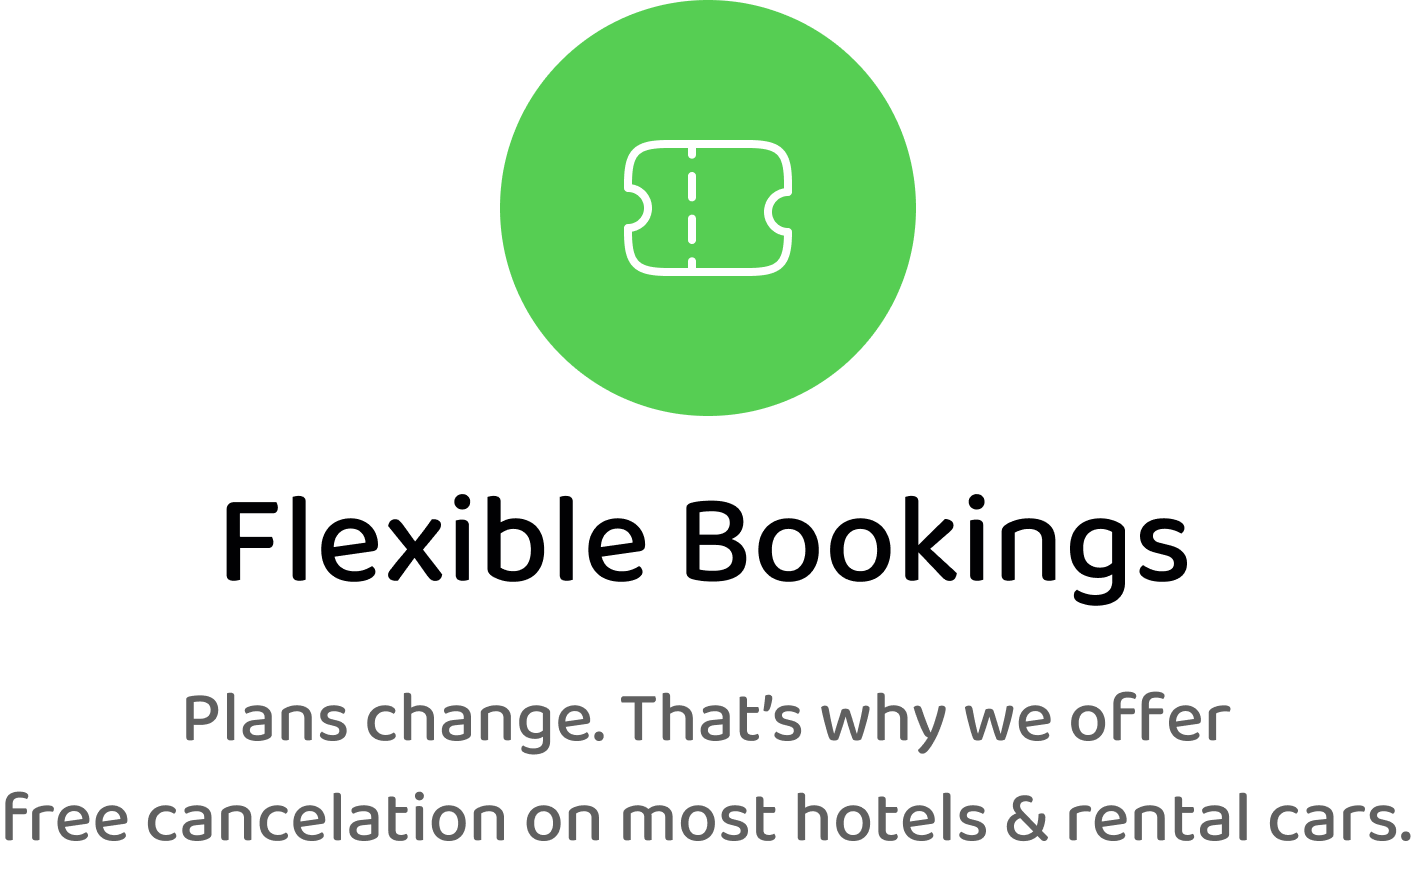 Flexible Bookings
Plans change. That’s why we offer
free cancelation on most hotels & rental cars.